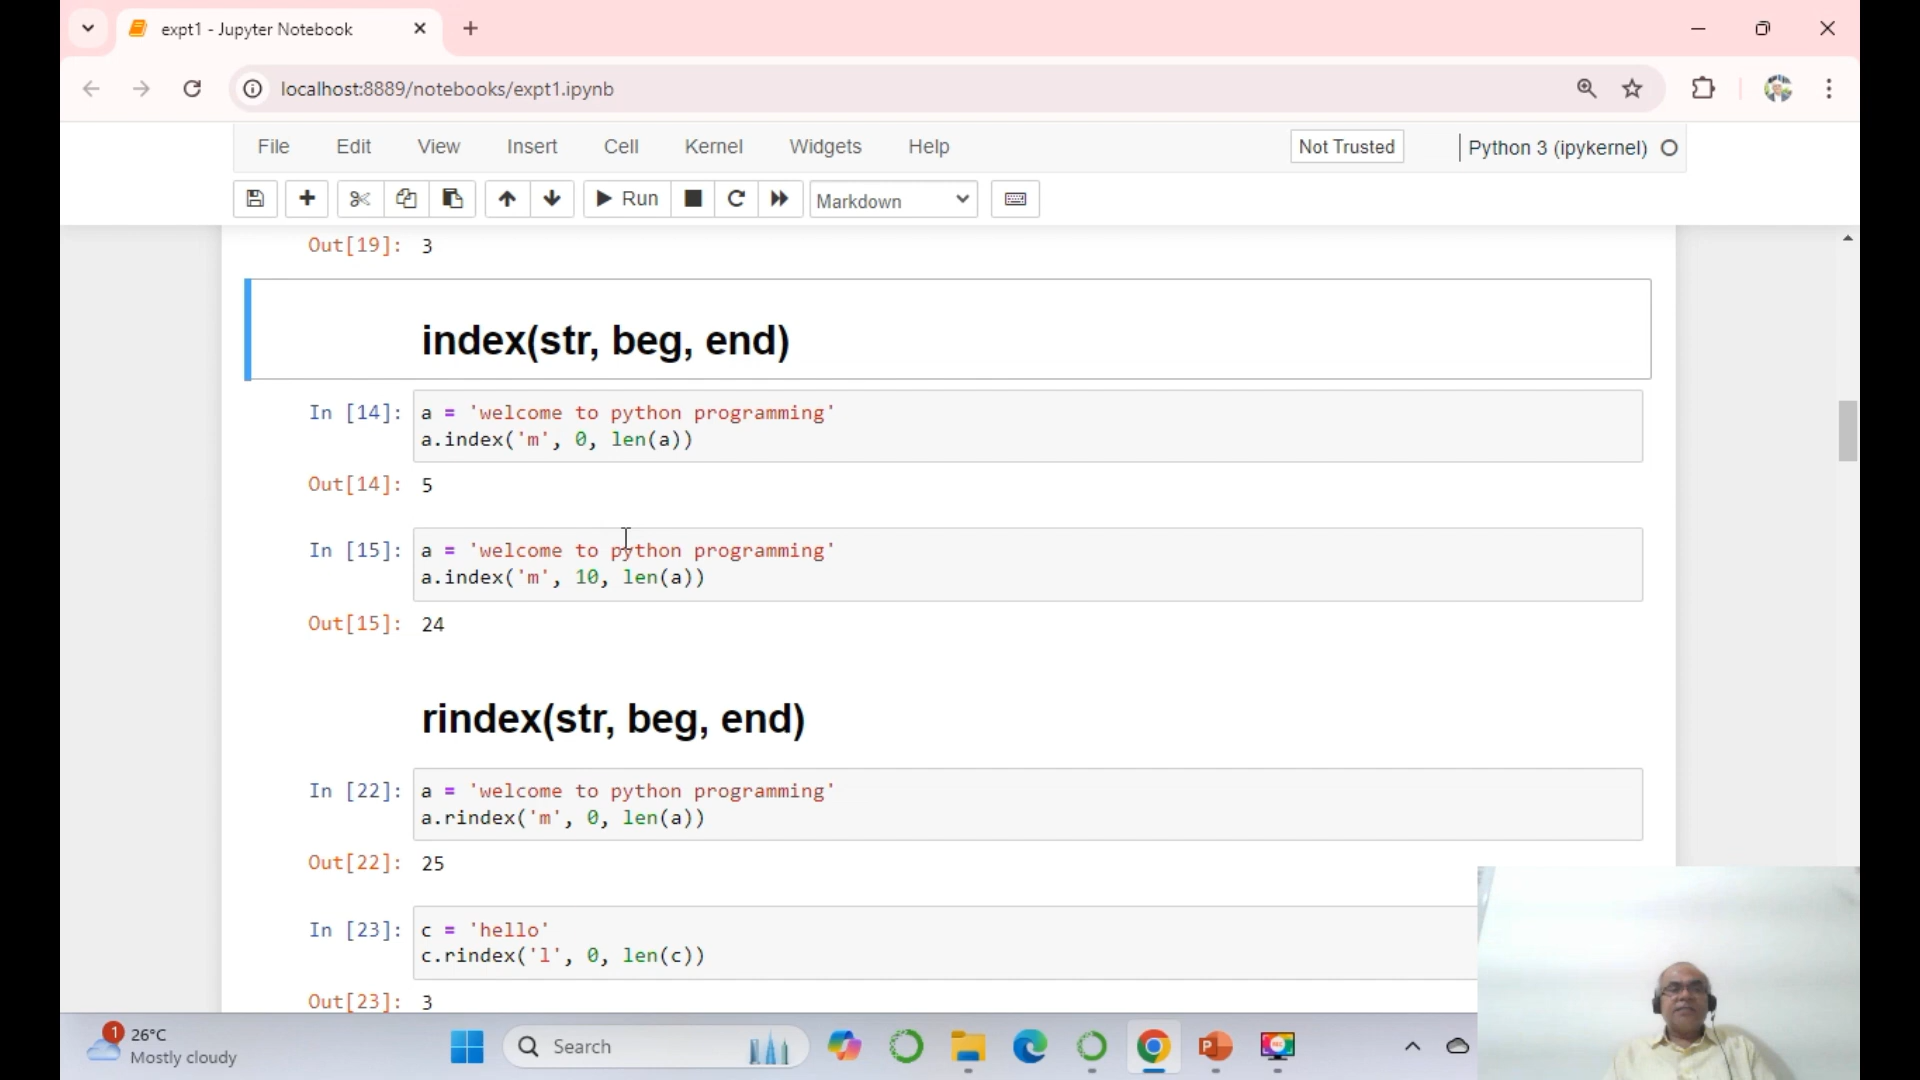 expt1 - Jupyter Notebook
localhost:8889/notebooks/expt1.ipynb
File Edit View Insert Cell Kernel Widgets Help Not Trusted Python 3 (ipykernel)
Run Markdown
Out[19]: 3
index(str, beg, end)
In [14]: a = 'welcome to python programming'
a.index('m', 0, len(a))
Out[14]: 5
In [15]: a = 'welcome to python programming'
a.index('m', 10, len(a))
Out[15]: 24
rindex(str, beg, end)
In [22]: a = 'welcome to python programming'
a.rindex('m', 0, len(a))
Out[22]: 25
In [23]: c = 'hello'
c.rindex('l', 0, len(c))
Out[23]: 3
1 26°C
Mostly cloudy
Search